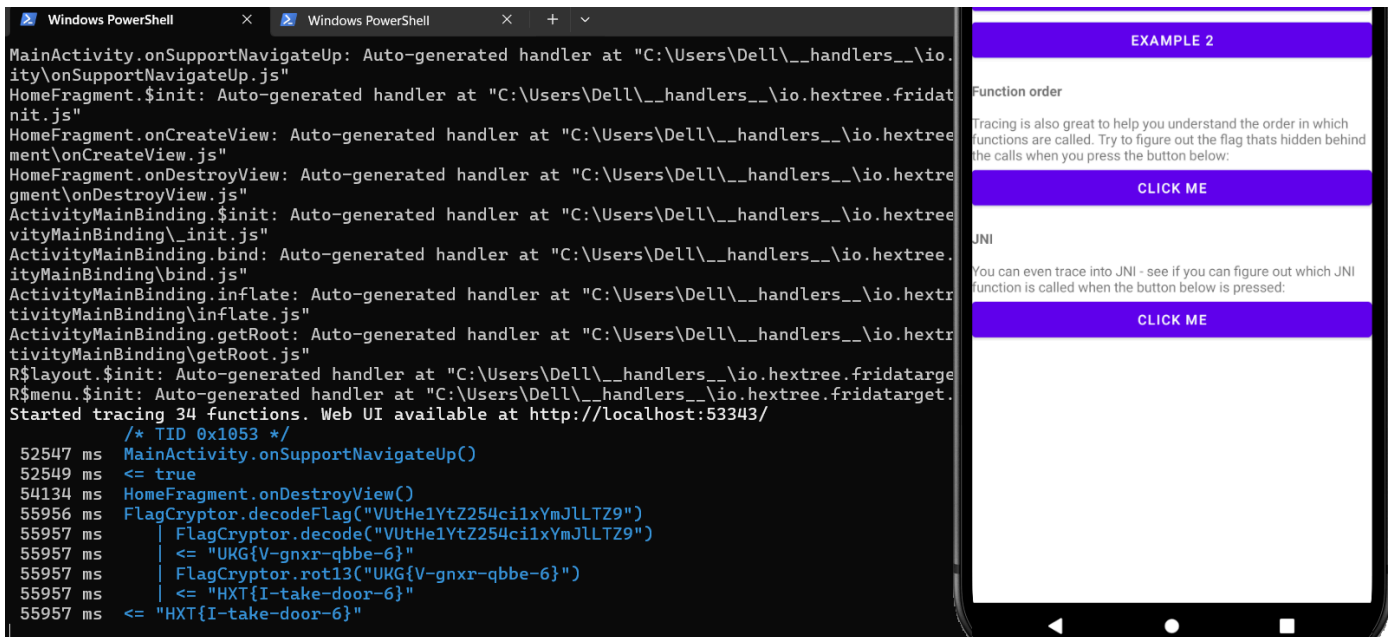 Windows PowerShell
Windows PowerShell
MainActivity.onSupportNavigateUp: Auto-generated handler at "C:\Users\Dell\__handlers__\io.
ity\onSupportNavigateUp.js"
HomeFragment.$init: Auto-generated handler at "C:\Users\Dell\__handlers__\io.hextree.fridat
nit.js"
HomeFragment.onCreateView: Auto-generated handler at "C:\Users\Dell\__handlers__\io.hextree
ment\onCreateView.js"
HomeFragment.onDestroyView: Auto-generated handler at "C:\Users\Dell\__handlers__\io.hextre
gment\onDestroyView.js"
ActivityMainBinding.$init: Auto-generated handler at "C:\Users\Dell\__handlers__\io.hextree
vityMainBinding\_init.js"
ActivityMainBinding.bind: Auto-generated handler at "C:\Users\Dell\__handlers__\io.hextree.
ityMainBinding\bind.js"
ActivityMainBinding.inflate: Auto-generated handler at "C:\Users\Dell\__handlers__\io.hextr
tivityMainBinding\inflate.js"
ActivityMainBinding.getRoot: Auto-generated handler at "C:\Users\Dell\__handlers__\io.hextr
tivityMainBinding\getRoot.js"
R$layout.$init: Auto-generated handler at "C:\Users\Dell\__handlers__\io.hextree.fridatarge
R$menu.$init: Auto-generated handler at "C:\Users\Dell\__handlers__\io.hextree.fridatarget.
Started tracing 34 functions. Web UI available at http://localhost:53343/
/* TID 0x1053 */
52547 ms MainActivity.onSupportNavigateUp()
52549 ms <= true
54134 ms HomeFragment.onDestroyView()
55956 ms FlagCryptor.decodeFlag("VUtHe1YtZ254ci1xYmJlLTZ9")
55957 ms | FlagCryptor.decode("VUtHe1YtZ254ci1xYmJlLTZ9")
55957 ms | <= "UKG{V-gnxr-qbbe-6}"
55957 ms | FlagCryptor.rot13("UKG{V-gnxr-qbbe-6}")
55957 ms | <= "HXT{I-take-door-6}"
55957 ms <= "HXT{I-take-door-6}"
EXAMPLE 2
Function order
Tracing is also great to help you understand the order in which
functions are called. Try to figure out the flag thats hidden behind
the calls when you press the button below:
CLICK ME
JNI
You can even trace into JNI - see if you can figure out which JNI
function is called when the button below is pressed:
CLICK ME